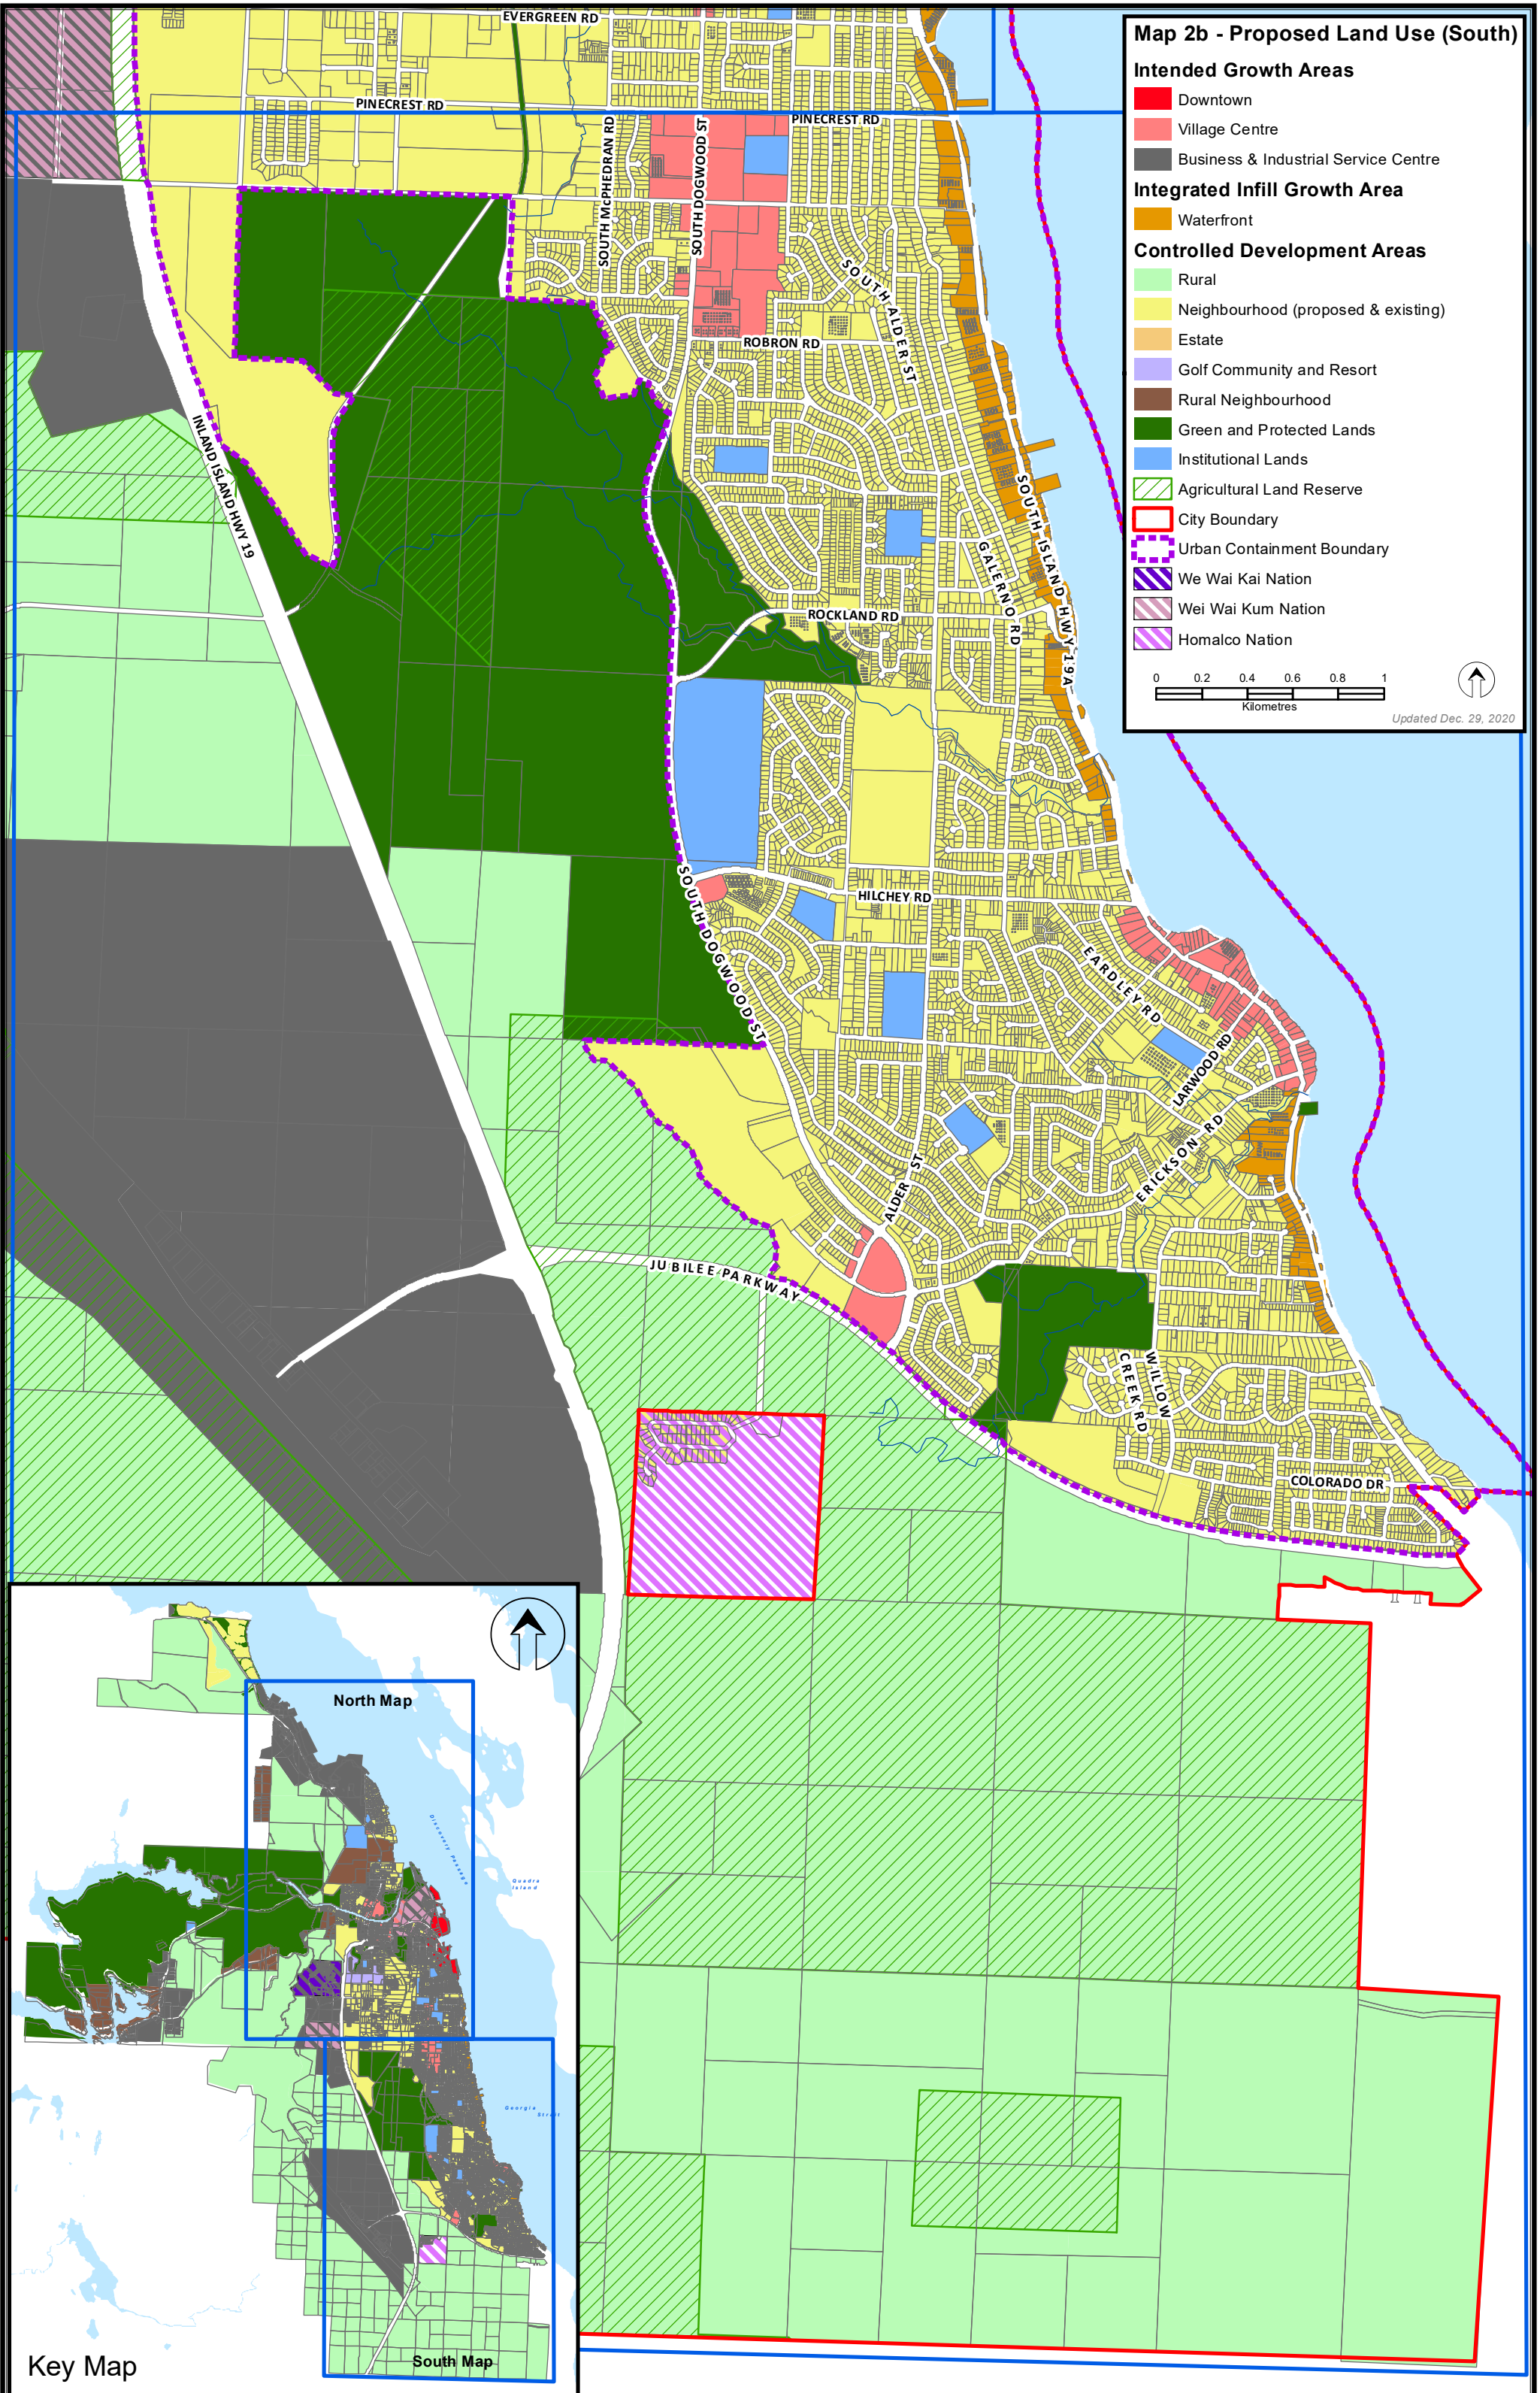 Map 2b - Proposed Land Use (South)
Intended Growth Areas
Downtown
Village Centre
Business & Industrial Service Centre
Integrated Infill Growth Area
Waterfront
Controlled Development Areas
Rural
Neighbourhood (proposed & existing)
Estate
Golf Community and Resort
Rural Neighbourhood
Green and Protected Lands
Institutional Lands
Agricultural Land Reserve
City Boundary
Urban Containment Boundary
We Wai Kai Nation
Wei Wai Kum Nation
Homalco Nation
0 0.2 0.4 0.6 0.8 1
Kilometres
Updated Dec. 29, 2020
EVERGREEN RD
PINECREST RD
PINECREST RD
SOUTH McPHEDRAN RD
SOUTH DOGWOOD ST
SOUTH ALDER ST
ROBRON RD
INLAND ISLAND HWY 19
SOUTH ISLAND HWY 19A
GALERNO RD
ROCKLAND RD
SOUTH DOGWOOD ST
HILCHEY RD
EARDLEY RD
LARWOOD RD
ERICKSON RD
ALDER ST
JUBILEE PARKWAY
WILLOW
CREEK RD
COLORADO DR
North Map
Discovery Passage
Quadra
Island
Georgia
Strait
South Map
Key Map